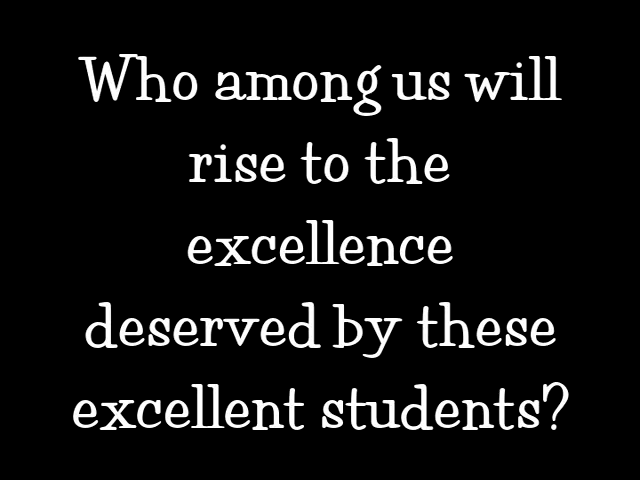 Who among us will
rise to the
excellence
deserved by these
excellent students?